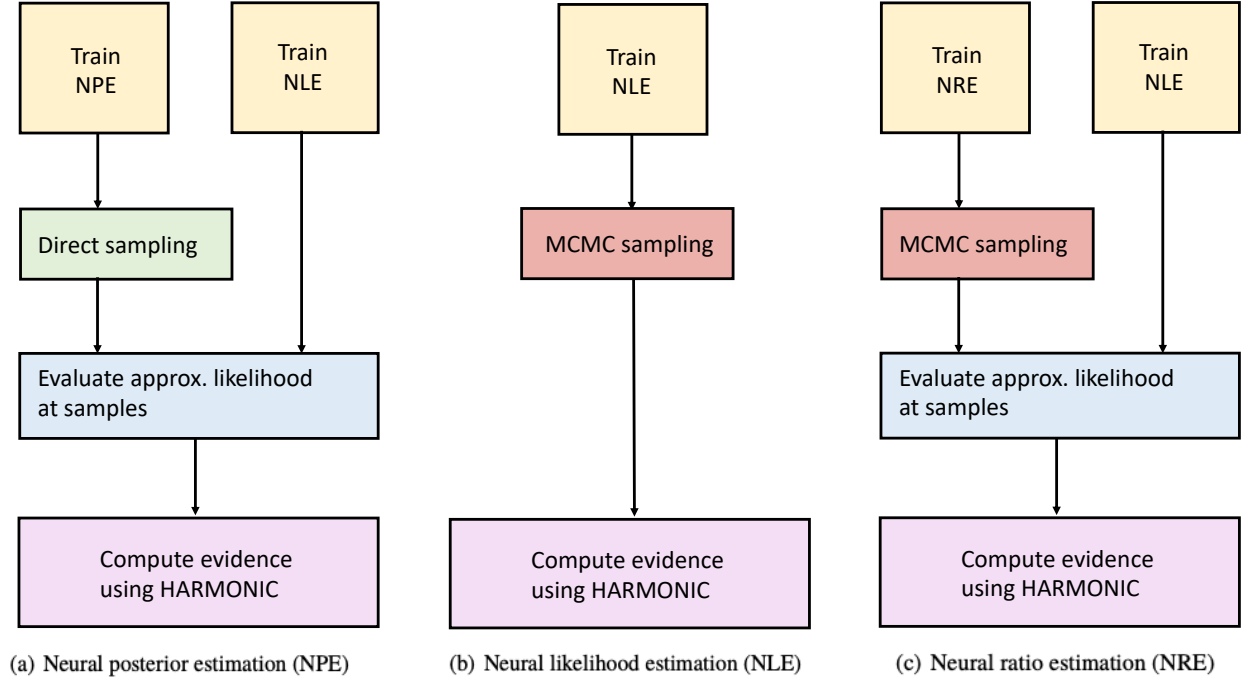 Train
NPE
Train
NLE
Direct sampling
Evaluate approx. likelihood
at samples
Compute evidence
using HARMONIC
(a) Neural posterior estimation (NPE)
Train
NLE
MCMC sampling
Compute evidence
using HARMONIC
(b) Neural likelihood estimation (NLE)
Train
NRE
Train
NLE
MCMC sampling
Evaluate approx. likelihood
at samples
Compute evidence
using HARMONIC
(c) Neural ratio estimation (NRE)